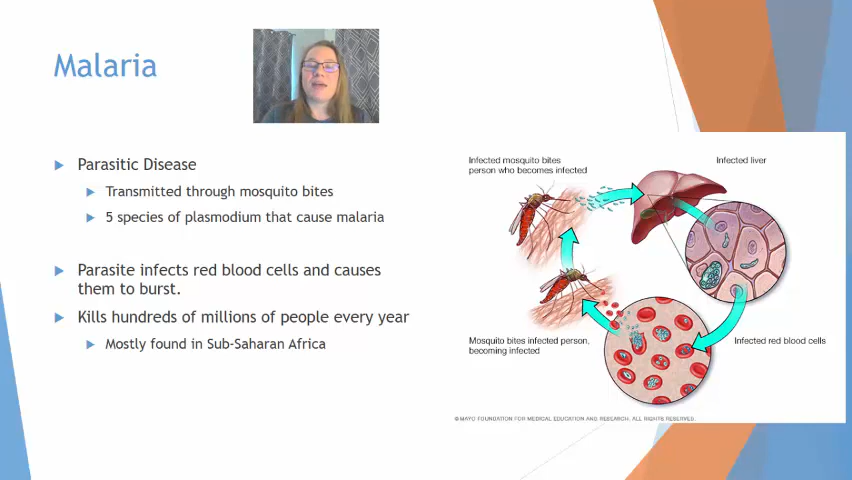 Malaria
Parasitic Disease
Transmitted through mosquito bites
5 species of plasmodium that cause malaria
Parasite infects red blood cells and causes
them to burst.
Kills hundreds of millions of people every year
Mostly found in Sub-Saharan Africa
Infected mosquito bites
person who becomes infected
Infected liver
Infected red blood cells
Mosquito bites infected person,
becoming infected
© MAYO FOUNDATION FOR MEDICAL EDUCATION AND RESEARCH. ALL RIGHTS RESERVED.